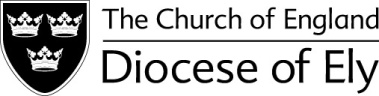 The Church of England
Diocese of Ely